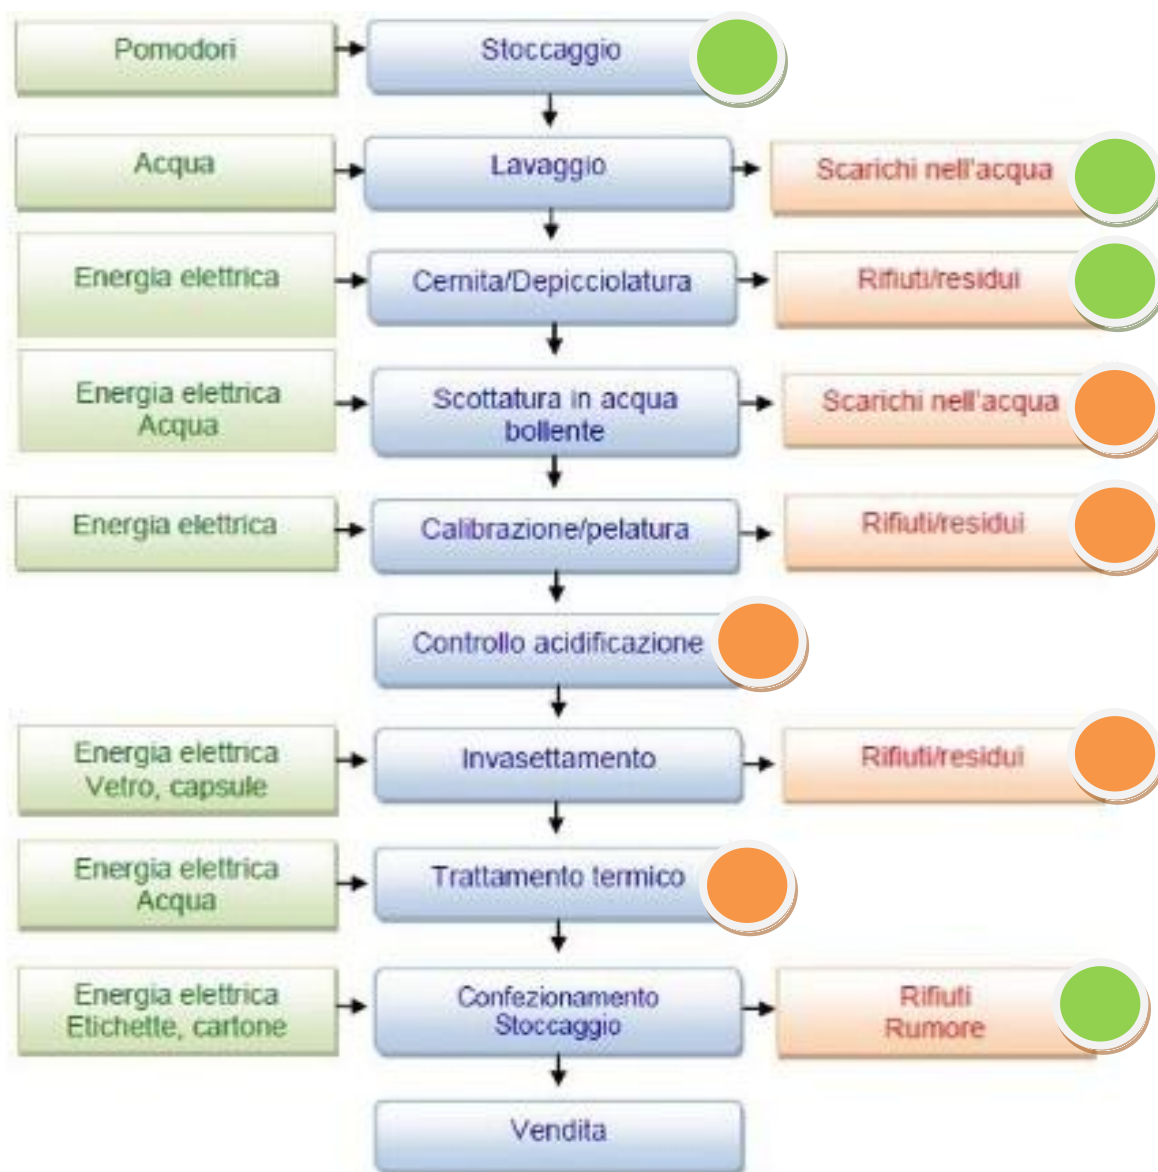 Pomodori
Stoccaggio
Acqua
Lavaggio
Scarichi nell'acqua
Energia elettrica
Cernita/Depicciolatura
Rifiuti/residui
Energia elettrica
Acqua
Scottatura in acqua
bollente
Scarichi nell'acqua
Energia elettrica
Calibrazione/pelatura
Rifiuti/residui
Controllo acidificazione
Energia elettrica
Vetro, capsule
Invasettamento
Rifiuti/residui
Energia elettrica
Acqua
Trattamento termico
Energia elettrica
Etichette, cartone
Confezionamento
Stoccaggio
Rifiuti
Rumore
Vendita